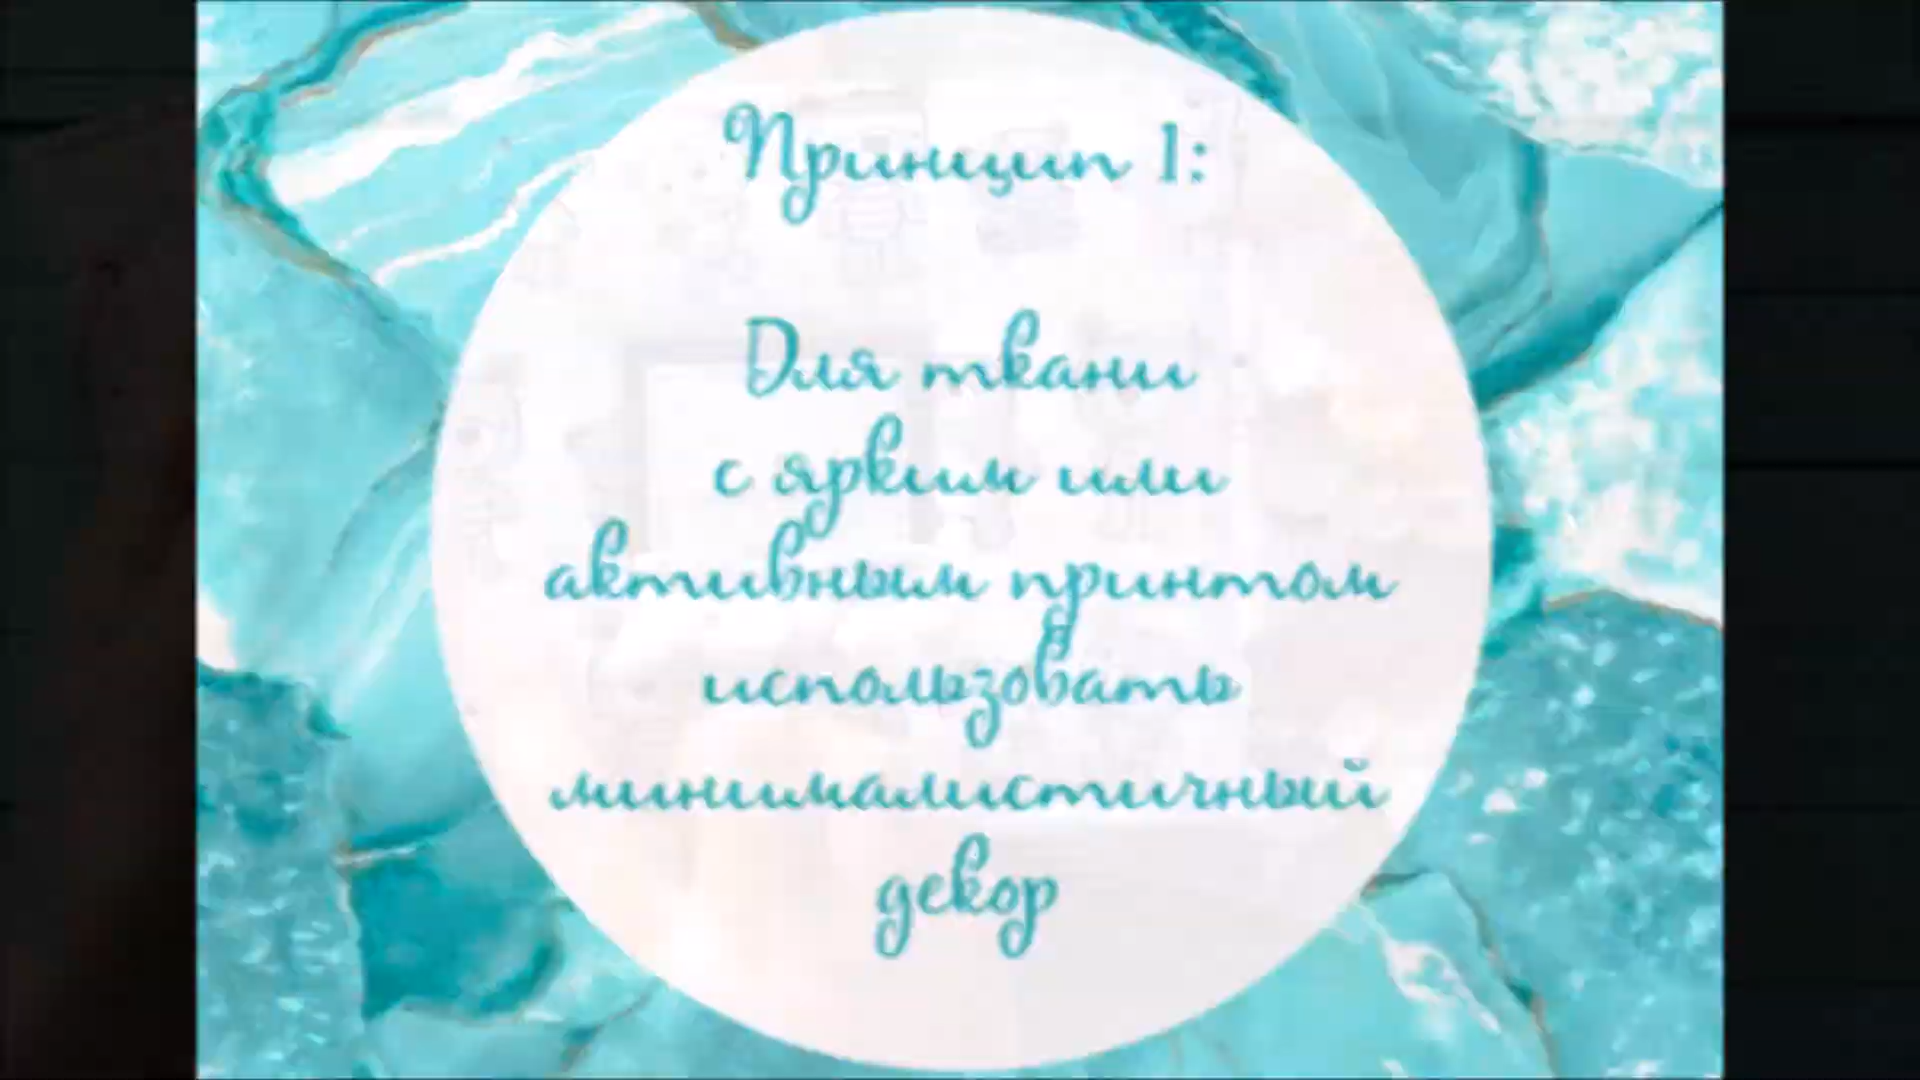 Принцип 1:
Для ткани
с ярким или
активным принтом
использовать
минималистичный
декор